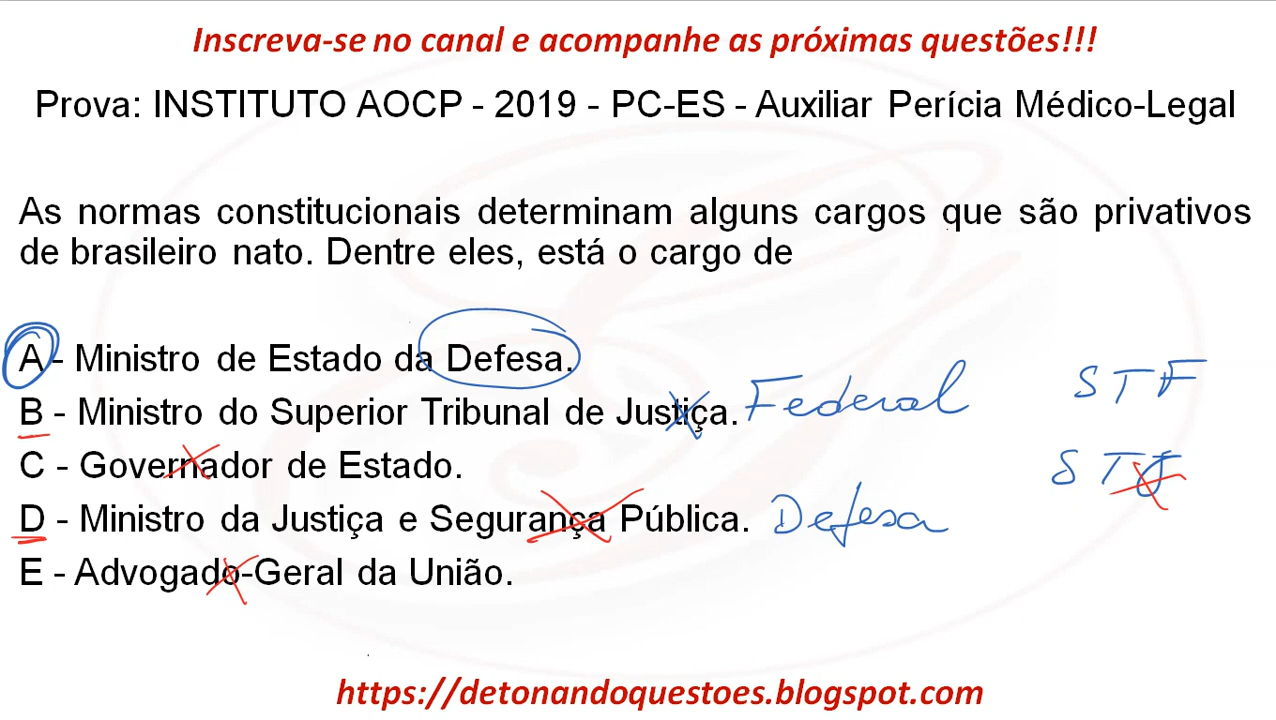 Inscreva-se no canal e acompanhe as próximas questões!!!
Prova: INSTITUTO AOCP - 2019 - PC-ES - Auxiliar Perícia Médico-Legal
As normas constitucionais determinam alguns cargos que são privativos
de brasileiro nato. Dentre eles, está o cargo de
A - Ministro de Estado da Defesa.
B - Ministro do Superior Tribunal de Justiça. Federal STF
C - Governador de Estado. STJ
D - Ministro da Justiça e Segurança Pública. Defesa
E - Advogado-Geral da União.
https://detonandoquestoes.blogspot.com